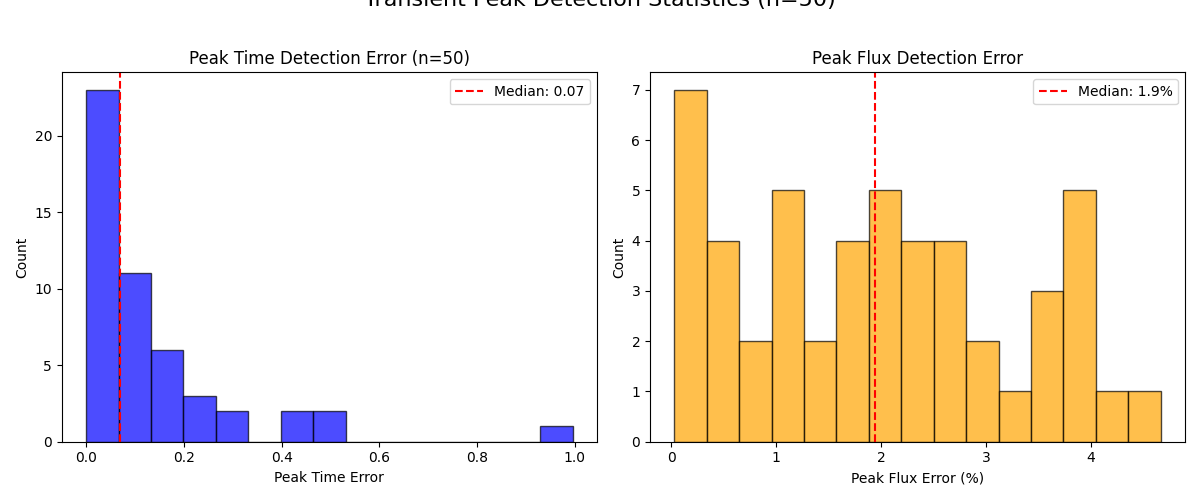 Transient Peak Detection Statistics (n=50)
Peak Time Detection Error (n=50)
Median: 0.07
Count
20
15
10
5
0
0.0 0.2 0.4 0.6 0.8 1.0
Peak Time Error
Peak Flux Detection Error
Median: 1.9%
Count
7
6
5
4
3
2
1
0
0 1 2 3 4
Peak Flux Error (%)